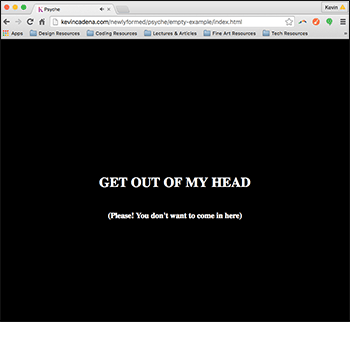 Psyche
Kevin
kevincadena.com/newlyformed/psyche/empty-example/index.html
Apps Design Resources Coding Resources Lectures & Articles Fine Art Resources Tech Resources
GET OUT OF MY HEAD
(Please! You don't want to come in here)